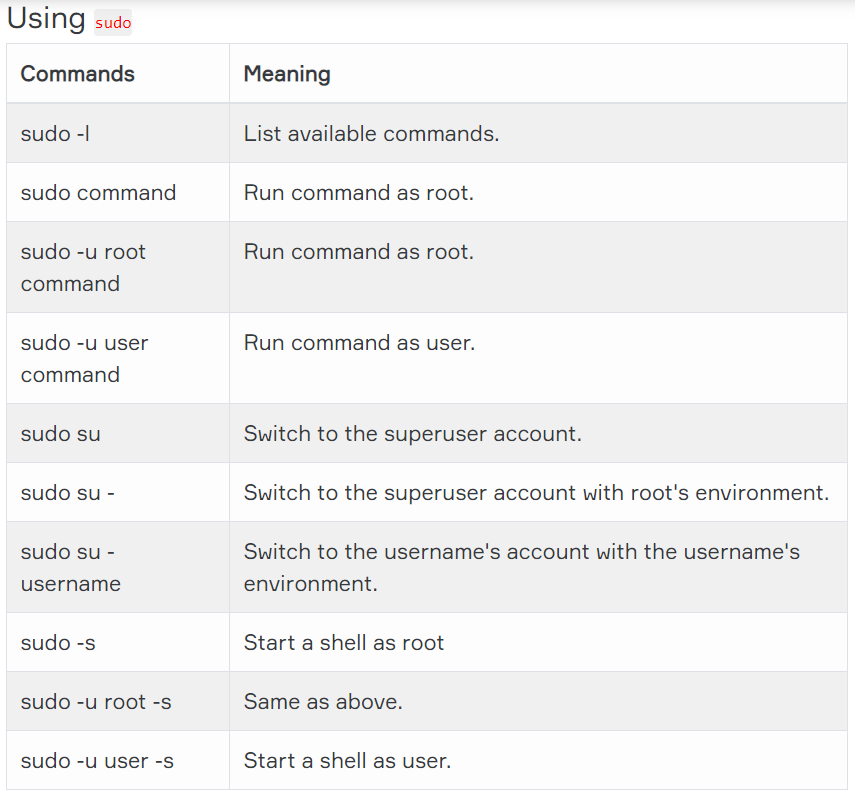 Using sudo
Commands
Meaning
sudo -l
List available commands.
sudo command
Run command as root.
sudo -u root
command
Run command as root.
sudo -u user
command
Run command as user.
sudo su
Switch to the superuser account.
sudo su -
Switch to the superuser account with root's environment.
sudo su -
username
Switch to the username's account with the username's
environment.
sudo -s
Start a shell as root
sudo -u root -s
Same as above.
sudo -u user -s
Start a shell as user.